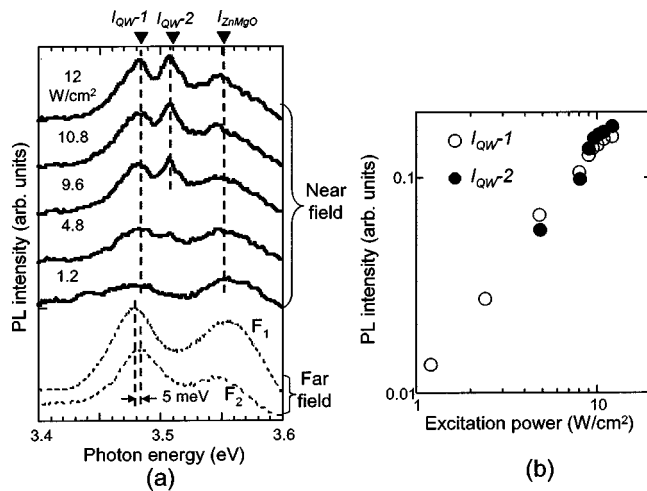 I_QW-1 I_QW-2 I_ZnMgO
12
W/cm²
10.8
9.6
4.8
1.2
Near
field
F₁
F₂
Far
field
5 meV
3.4 3.5 3.6
Photon energy (eV)
PL intensity (arb. units)
(a)
I_QW-1
I_QW-2
0.1
0.01
1 10
Excitation power (W/cm²)
PL intensity (arb. units)
(b)